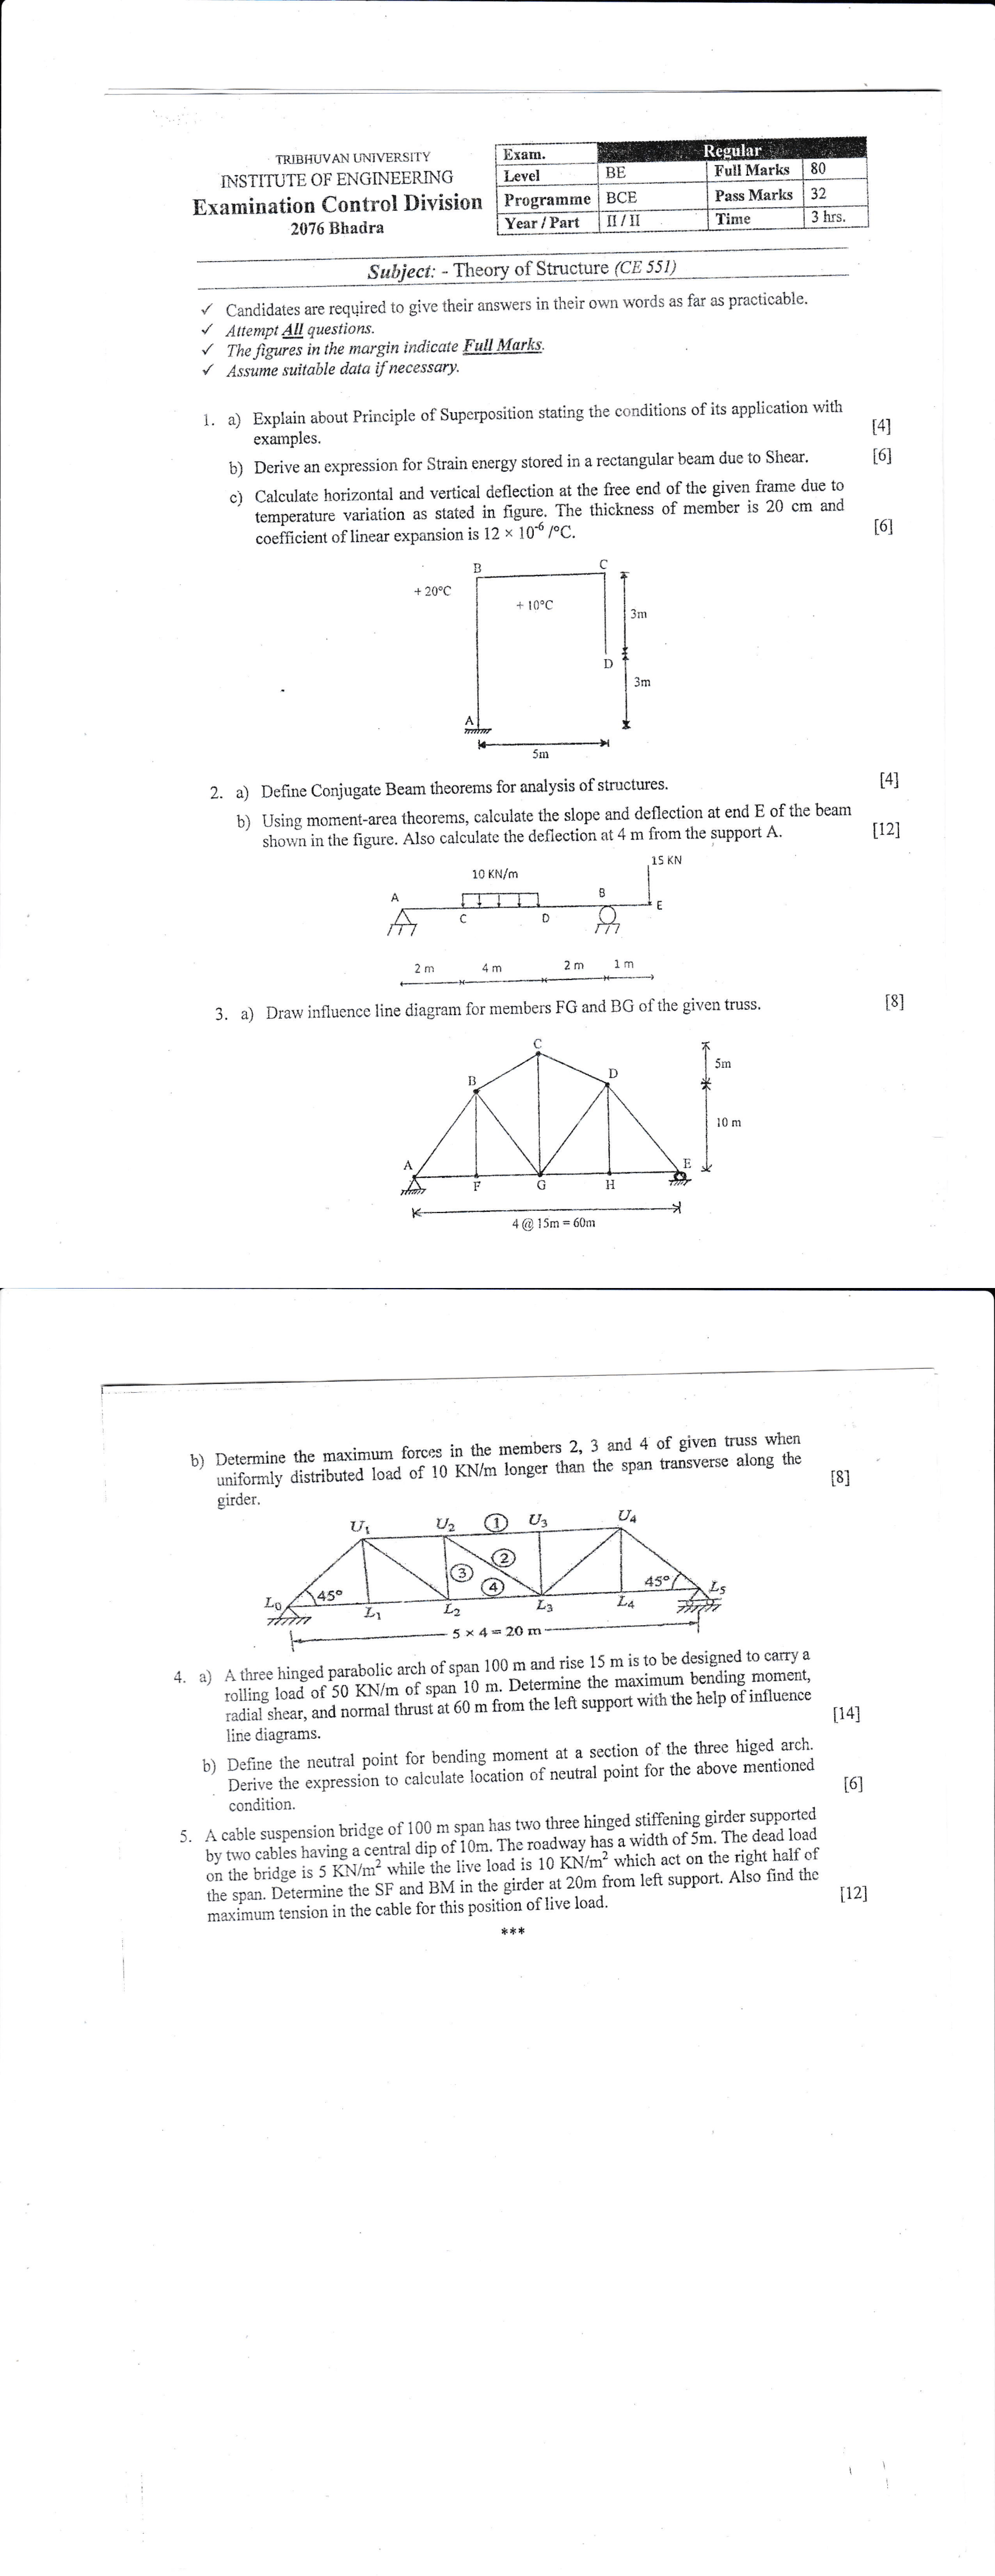 TRIBHUVAN UNIVERSITY
INSTITUTE OF ENGINEERING
Examination Control Division
2076 Bhadra
Exam. Regular
Level BE Full Marks 80
Programme BCE Pass Marks 32
Year / Part II / II Time 3 hrs.
Subject: - Theory of Structure (CE 551)
✓ Candidates are required to give their answers in their own words as far as practicable.
✓ Attempt All questions.
✓ The figures in the margin indicate Full Marks.
✓ Assume suitable data if necessary.
1. a) Explain about Principle of Superposition stating the conditions of its application with
examples. [4]
b) Derive an expression for Strain energy stored in a rectangular beam due to Shear. [6]
c) Calculate horizontal and vertical deflection at the free end of the given frame due to
temperature variation as stated in figure. The thickness of member is 20 cm and
coefficient of linear expansion is 12 × 10⁻⁶ /°C. [6]
B C
+ 20°C
+ 10°C
3m
D
3m
A
5m
2. a) Define Conjugate Beam theorems for analysis of structures. [4]
b) Using moment-area theorems, calculate the slope and deflection at end E of the beam
shown in the figure. Also calculate the deflection at 4 m from the support A. [12]
15 KN
10 KN/m
A B
C D E
2 m 4 m 2 m 1 m
3. a) Draw influence line diagram for members FG and BG of the given truss. [8]
C
5m
B D
10 m
A E
F G H
4 @ 15m = 60m
b) Determine the maximum forces in the members 2, 3 and 4 of given truss when
uniformly distributed load of 10 KN/m longer than the span transverse along the
girder. [8]
U₁ U₂ 1 U₃ U₄
2
3
4
45° 45°
L₀ L₁ L₂ L₃ L₄ L₅
5 × 4 = 20 m
4. a) A three hinged parabolic arch of span 100 m and rise 15 m is to be designed to carry a
rolling load of 50 KN/m of span 10 m. Determine the maximum bending moment,
radial shear, and normal thrust at 60 m from the left support with the help of influence
line diagrams. [14]
b) Define the neutral point for bending moment at a section of the three higed arch.
Derive the expression to calculate location of neutral point for the above mentioned
condition. [6]
5. A cable suspension bridge of 100 m span has two three hinged stiffening girder supported
by two cables having a central dip of 10m. The roadway has a width of 5m. The dead load
on the bridge is 5 KN/m² while the live load is 10 KN/m² which act on the right half of
the span. Determine the SF and BM in the girder at 20m from left support. Also find the
maximum tension in the cable for this position of live load. [12]
***